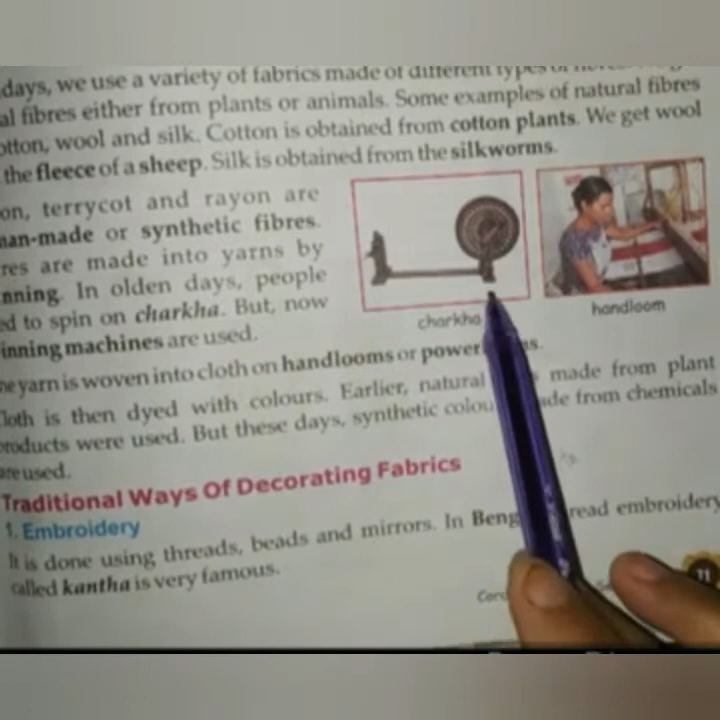 days, we use a variety of fabrics made of different types of
al fibres either from plants or animals. Some examples of natural fibres
otton, wool and silk. Cotton is obtained from cotton plants. We get wool
the fleece of a sheep. Silk is obtained from the silkworms.
on, terrycot and rayon are
man-made or synthetic fibres.
res are made into yarns by
nning. In olden days, people
ed to spin on charkha. But, now
inning machines are used.
charkha
handloom
he yarn is woven into cloth on handlooms or power ms.
Cloth is then dyed with colours. Earlier, natural made from plant
products were used. But these days, synthetic colou de from chemicals
are used.
Traditional Ways Of Decorating Fabrics
1. Embroidery
It is done using threads, beads and mirrors. In Beng read embroidery
called kantha is very famous.
11